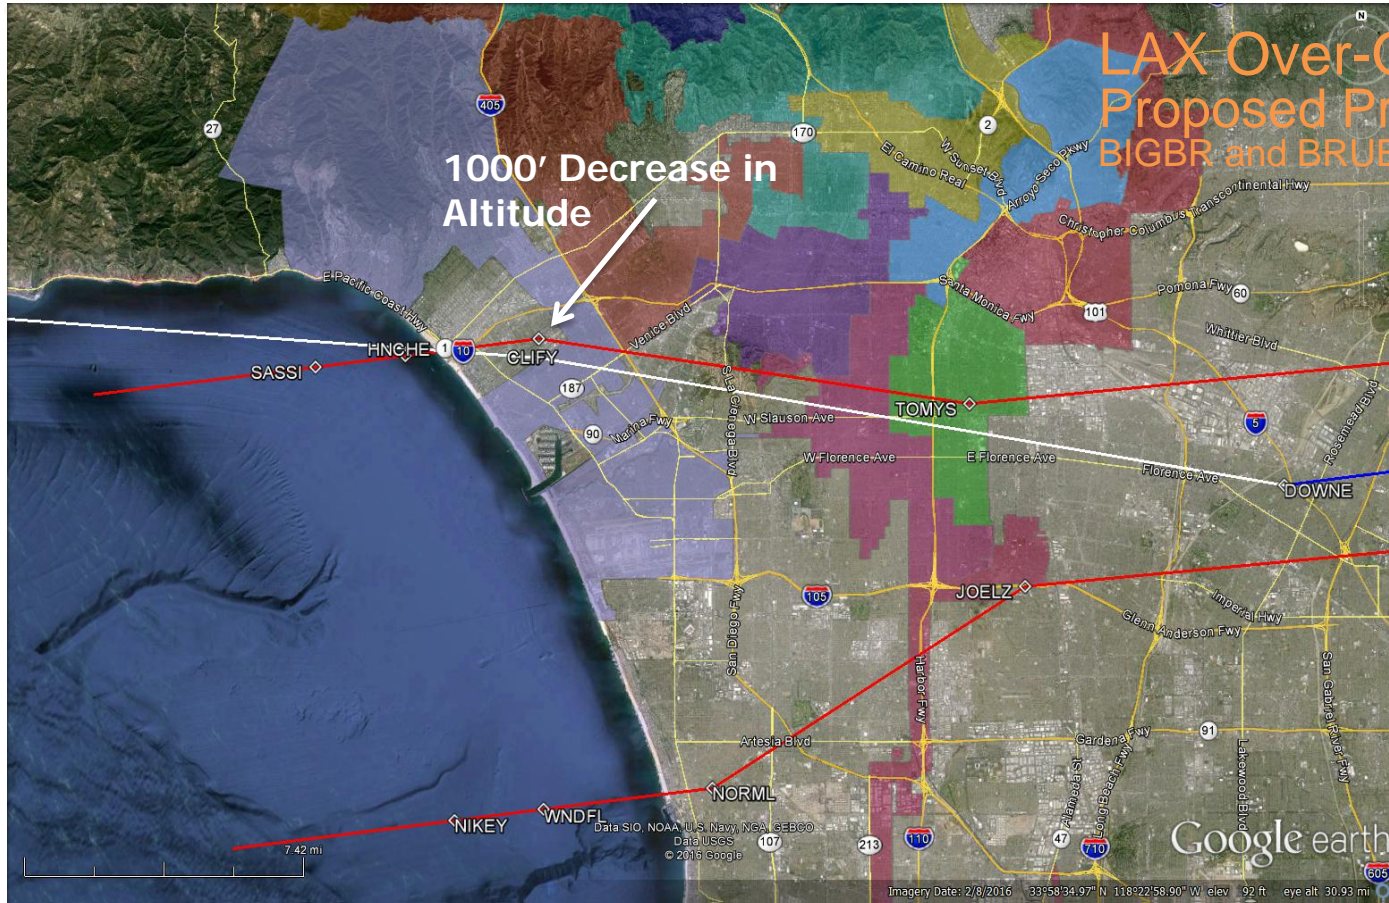 N
LAX Over-O
Proposed Pr
BIGBR and BRUE
405
27
170
2
1000' Decrease in
Altitude
W Sunset Blvd
El Camino Real
Arroyo Seco Pkwy
Christopher Columbus Transcontinental Hwy
E Pacific Coast Hwy
Santa Monica Fwy
Pomona Fwy
60
101
Venice Blvd
Whittier Blvd
HNCHE
1
10
CLIFY
SASSI
187
S La Cienega Blvd
Rosemead Blvd
TOMYS
W Slauson Ave
5
90
Marina Fwy
W Florence Ave
E Florence Ave
Florence Ave
DOWNE
105
JOELZ
Imperial Hwy
Glenn Anderson Fwy
San Diego Fwy
Harbor Fwy
San Gabriel River Fwy
Artesia Blvd
Gardena Fwy
91
Alameda St
Long Beach Fwy
Lakewood Blvd
NORML
NIKEY
WNDFL
Data SIO, NOAA, U.S. Navy, NGA, GEBCO
Data USGS
© 2016 Google
107
213
110
47
710
605
7.42 mi
Google earth
Imagery Date: 2/8/2016 33°58'34.97" N 118°22'58.90" W elev 92 ft eye alt 30.93 mi